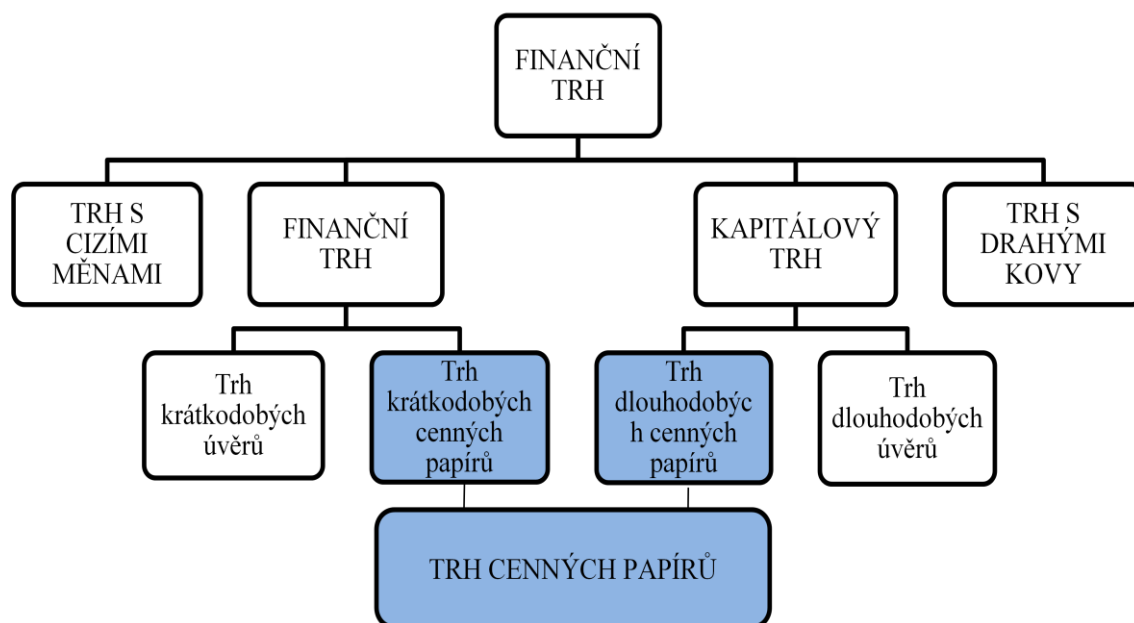 FINANČNÍ
TRH
TRH S
CIZÍMI
MĚNAMI
FINANČNÍ
TRH
KAPITÁLOVÝ
TRH
TRH S
DRAHÝMI
KOVY
Trh
krátkodobých
úvěrů
Trh
krátkodobých
cenných
papírů
Trh
dlouhodobýc
h cenných
papírů
Trh
dlouhodobých
úvěrů
TRH CENNÝCH PAPÍRŮ